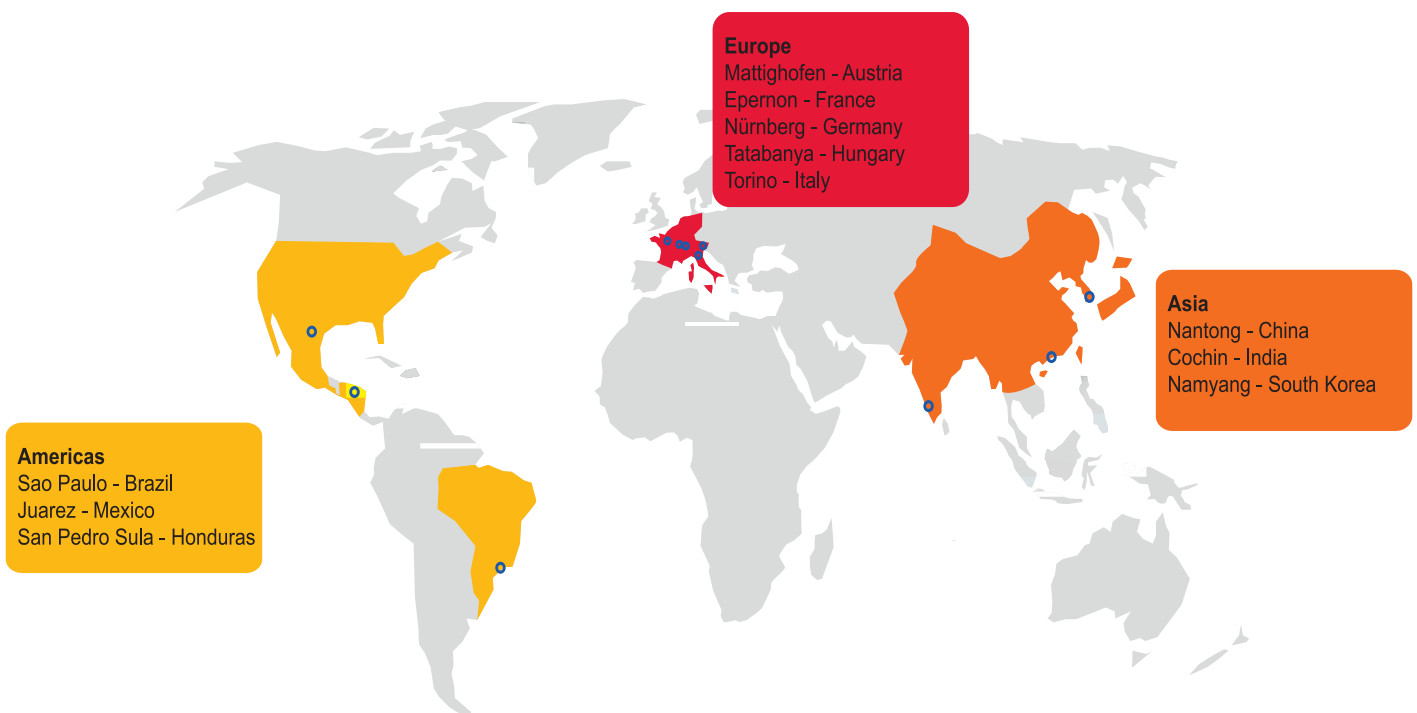 Europe
Mattighofen - Austria
Epernon - France
Nürnberg - Germany
Tatabanya - Hungary
Torino - Italy
Asia
Nantong - China
Cochin - India
Namyang - South Korea
Americas
Sao Paulo - Brazil
Juarez - Mexico
San Pedro Sula - Honduras